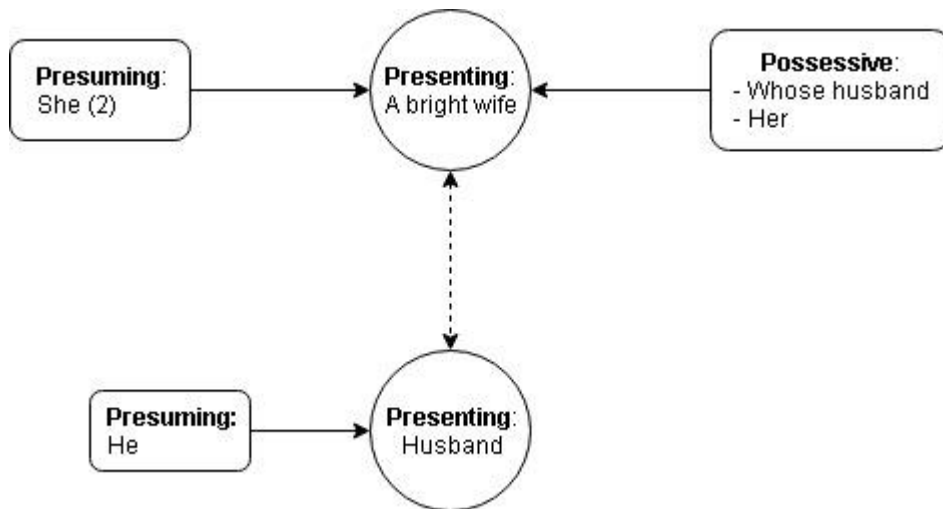 Presuming:
She (2)
Presenting:
A bright wife
Possessive:
- Whose husband
- Her
Presuming:
He
Presenting:
Husband